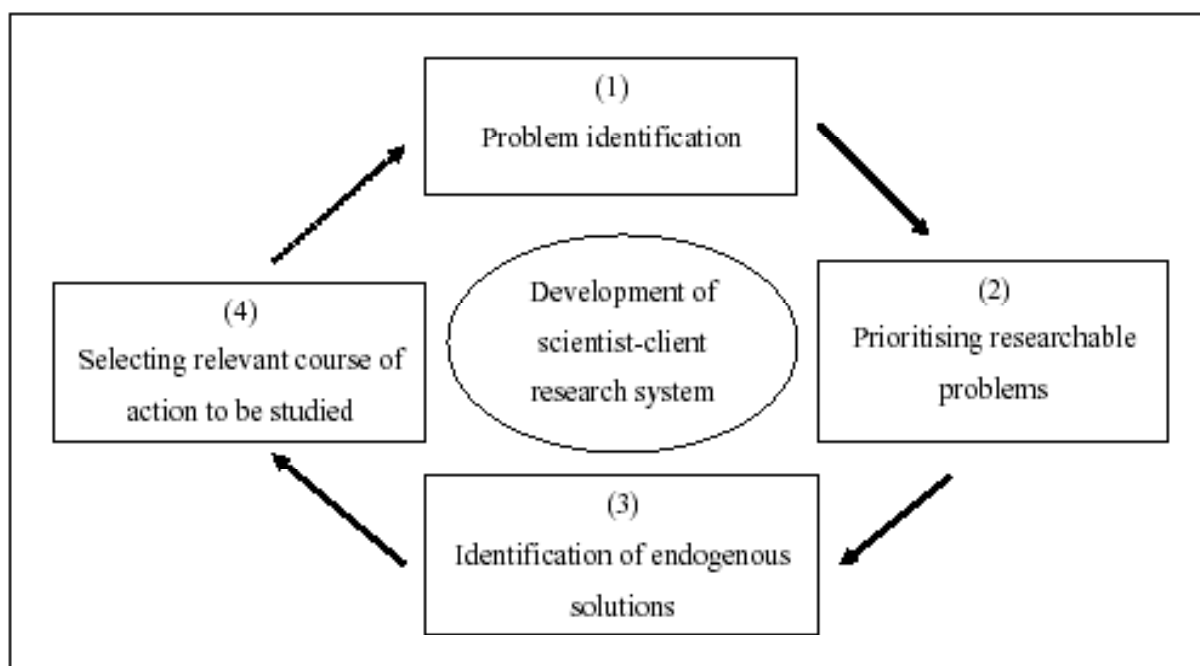 (1)
Problem identification
(2)
Prioritising researchable
problems
(3)
Identification of endogenous
solutions
(4)
Selecting relevant course of
action to be studied
Development of
scientist-client
research system